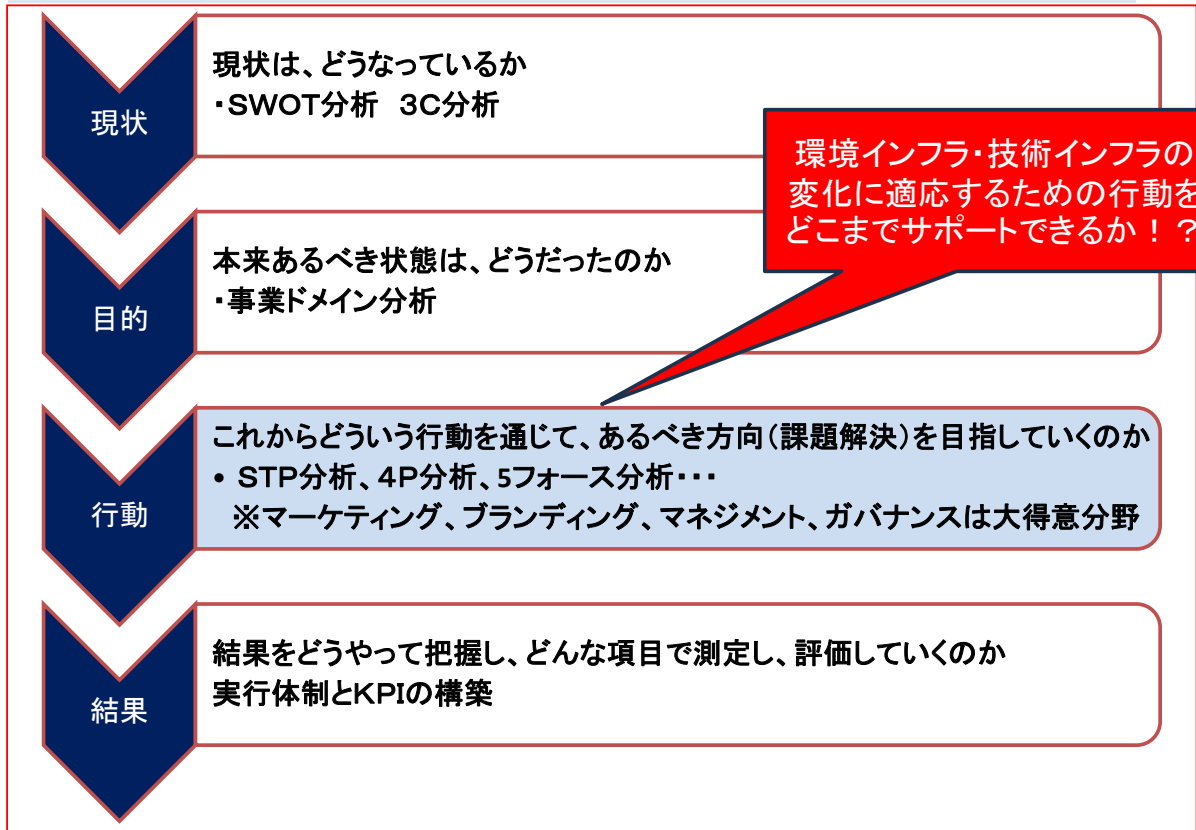 現状
現状は、どうなっているか
・SWOT分析　3C分析
環境インフラ・技術インフラの
変化に適応するための行動を
どこまでサポートできるか！？
目的
本来あるべき状態は、どうだったのか
・事業ドメイン分析
行動
これからどういう行動を通じて、あるべき方向（課題解決）を目指していくのか
• STP分析、4P分析、5フォース分析・・・
※マーケティング、ブランディング、マネジメント、ガバナンスは大得意分野
結果
結果をどうやって把握し、どんな項目で測定し、評価していくのか
実行体制とKPIの構築